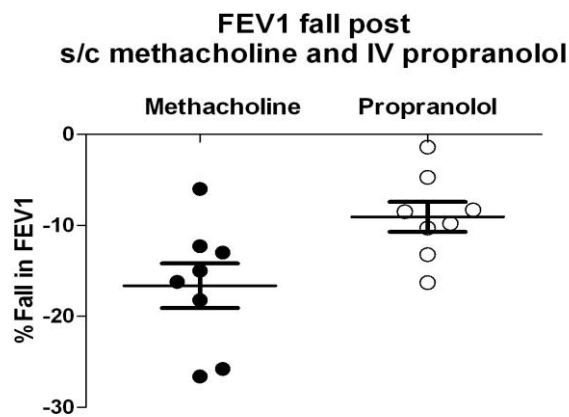 FEV1 fall post
s/c methacholine and IV propranolol
Methacholine Propranolol
0
-10
-20
-30
% Fall in FEV1